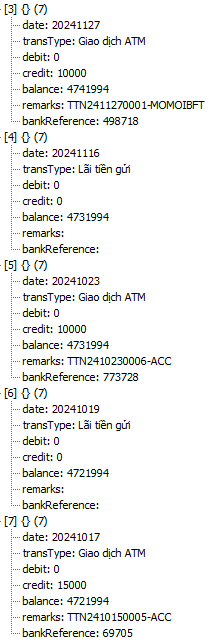 [3] {} (7)
date: 20241127
transType: Giao dịch ATM
debit: 0
credit: 10000
balance: 4741994
remarks: TTN2411270001-MOMOIBFT
bankReference: 498718
[4] {} (7)
date: 20241116
transType: Lãi tiền gửi
debit: 0
credit: 0
balance: 4731994
remarks:
bankReference:
[5] {} (7)
date: 20241023
transType: Giao dịch ATM
debit: 0
credit: 10000
balance: 4731994
remarks: TTN2410230006-ACC
bankReference: 773728
[6] {} (7)
date: 20241019
transType: Lãi tiền gửi
debit: 0
credit: 0
balance: 4721994
remarks:
bankReference:
[7] {} (7)
date: 20241017
transType: Giao dịch ATM
debit: 0
credit: 15000
balance: 4721994
remarks: TTN2410150005-ACC
bankReference: 69705